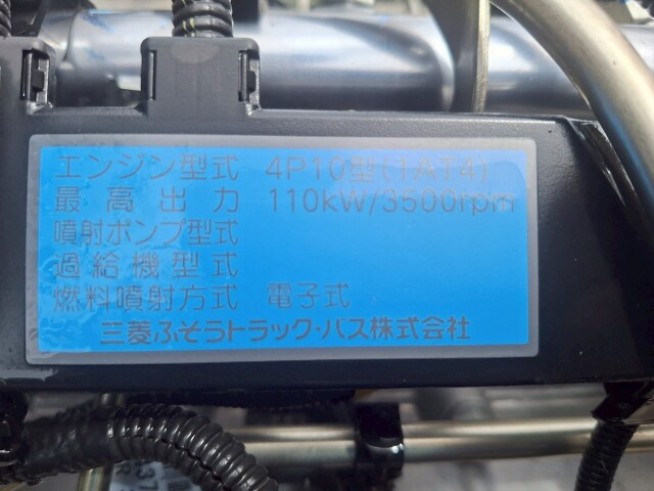 エンジン型式 4P10型(1AT4)
最高出力 110kW/3500rpm
噴射ポンプ型式
過給機型式
燃料噴射方式 電子式
三菱ふそうトラック・バス株式会社